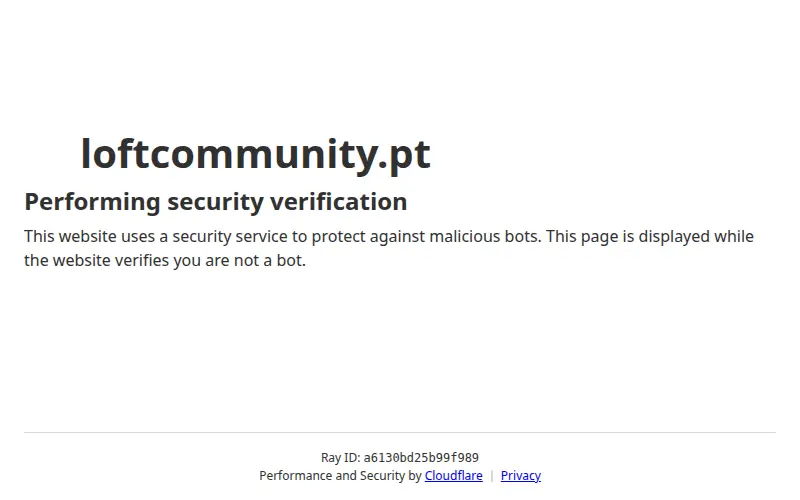 loftcommunity.pt
Performing security verification
This website uses a security service to protect against malicious bots. This page is displayed while
the website verifies you are not a bot.
Ray ID: a6130bd25b99f989
Performance and Security by Cloudflare | Privacy